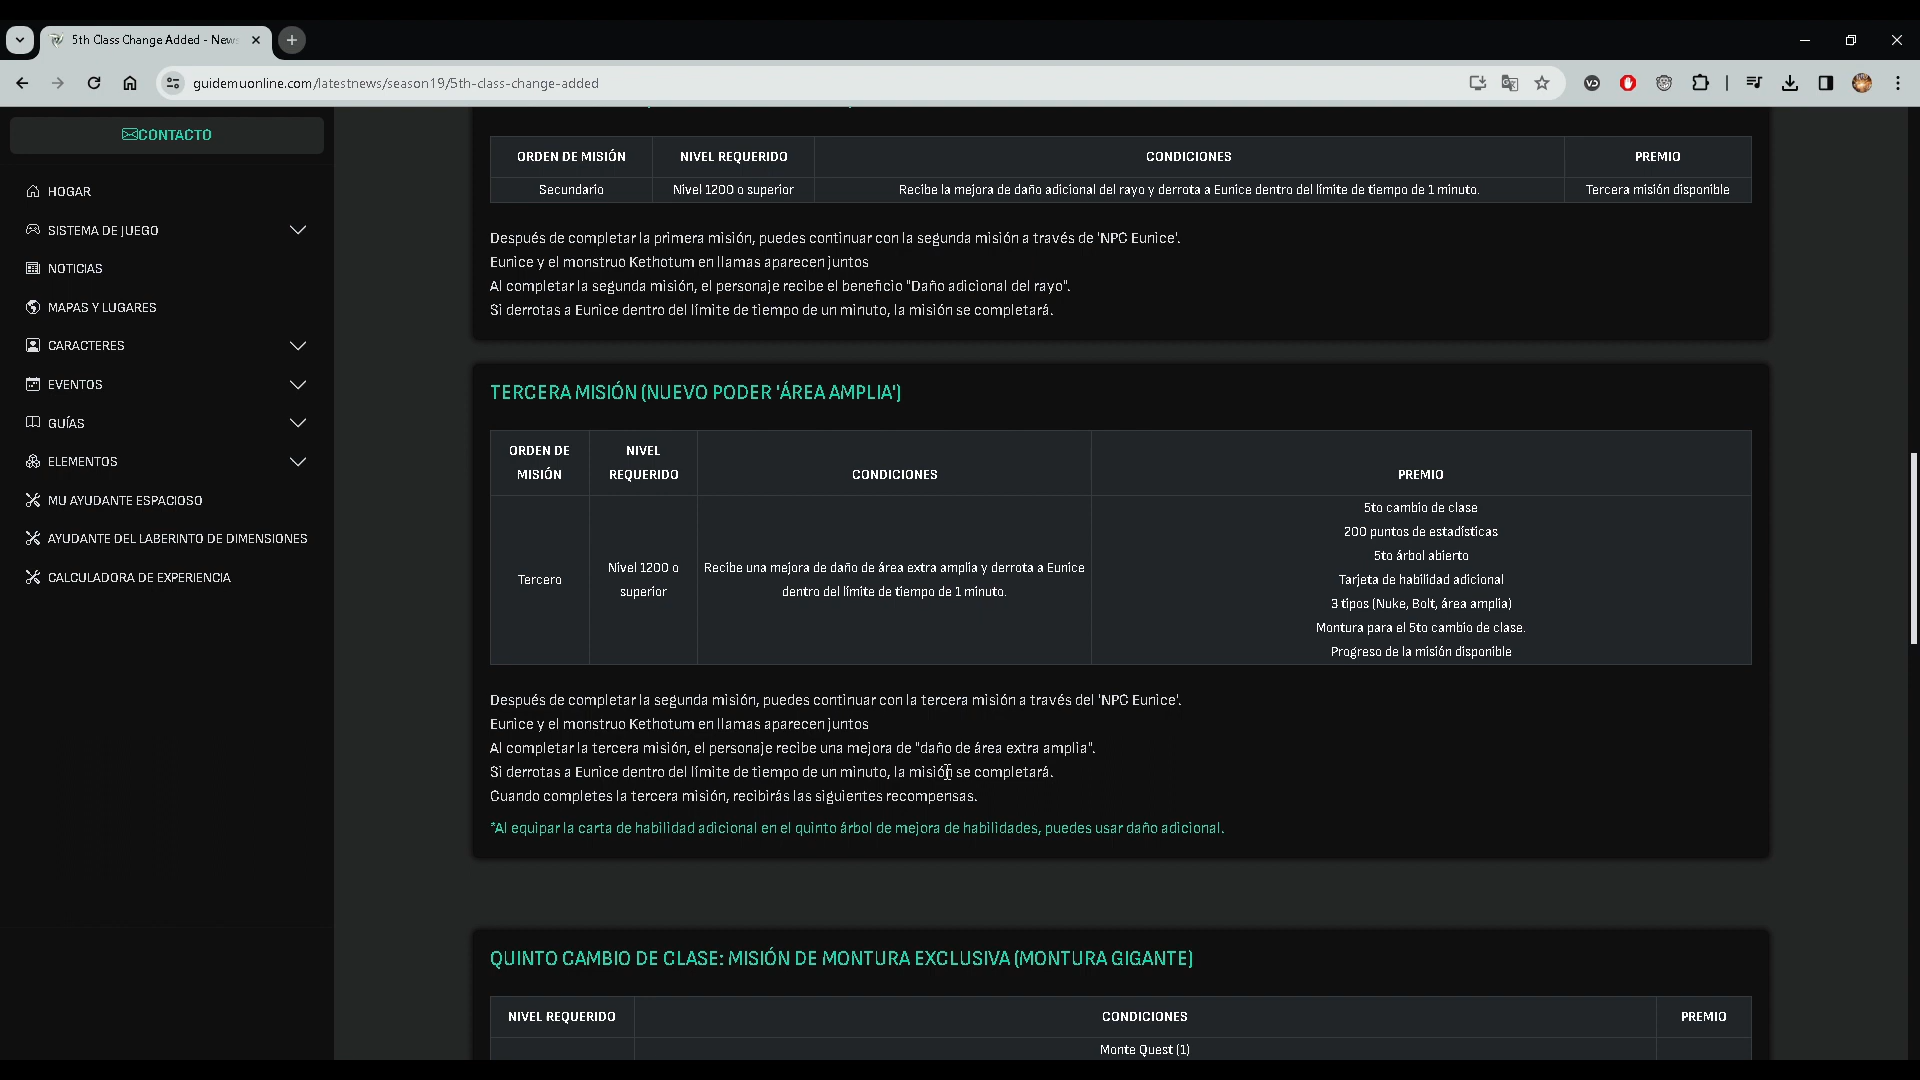 5th Class Change Added - New
guidemuonline.com/latestnews/season19/5th-class-change-added
CONTACTO
HOGAR
SISTEMA DE JUEGO
NOTICIAS
MAPAS Y LUGARES
CARACTERES
EVENTOS
GUÍAS
ELEMENTOS
MU AYUDANTE ESPACIOSO
AYUDANTE DEL LABERINTO DE DIMENSIONES
CALCULADORA DE EXPERIENCIA
ORDEN DE MISIÓN NIVEL REQUERIDO CONDICIONES PREMIO
Secundario Nivel 1200 o superior Recibe la mejora de daño adicional del rayo y derrota a Eunice dentro del límite de tiempo de 1 minuto. Tercera misión disponible
Después de completar la primera misión, puedes continuar con la segunda misión a través de 'NPC Eunice'.
Eunice y el monstruo Kethotum en llamas aparecen juntos
Al completar la segunda misión, el personaje recibe el beneficio "Daño adicional del rayo".
Si derrotas a Eunice dentro del límite de tiempo de un minuto, la misión se completará.
TERCERA MISIÓN (NUEVO PODER 'ÁREA AMPLIA')
ORDEN DE
MISIÓN
NIVEL
REQUERIDO
CONDICIONES
PREMIO
Tercero
Nivel 1200 o
superior
Recibe una mejora de daño de área extra amplia y derrota a Eunice
dentro del límite de tiempo de 1 minuto.
5to cambio de clase
200 puntos de estadísticas
5to árbol abierto
Tarjeta de habilidad adicional
3 tipos (Nuke, Bolt, área amplia)
Montura para el 5to cambio de clase.
Progreso de la misión disponible
Después de completar la segunda misión, puedes continuar con la tercera misión a través del 'NPC Eunice'.
Eunice y el monstruo Kethotum en llamas aparecen juntos
Al completar la tercera misión, el personaje recibe una mejora de "daño de área extra amplia".
Si derrotas a Eunice dentro del límite de tiempo de un minuto, la misión se completará.
Cuando completes la tercera misión, recibirás las siguientes recompensas.
*Al equipar la carta de habilidad adicional en el quinto árbol de mejora de habilidades, puedes usar daño adicional.
QUINTO CAMBIO DE CLASE: MISIÓN DE MONTURA EXCLUSIVA (MONTURA GIGANTE)
NIVEL REQUERIDO CONDICIONES PREMIO
Monte Quest (1)